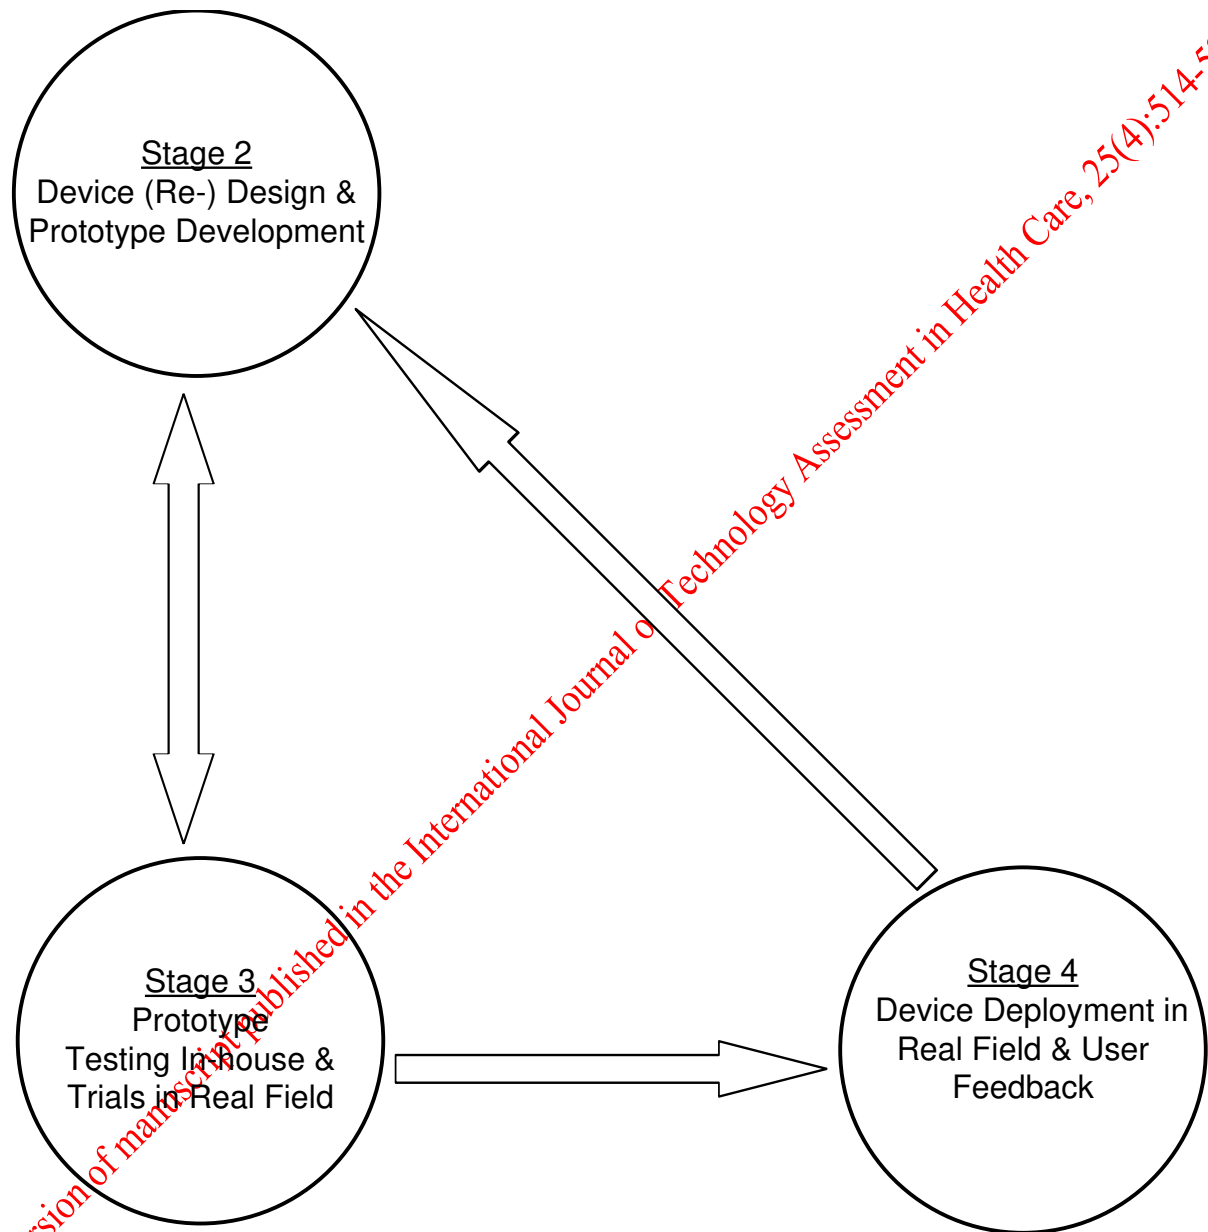 Stage 2
Device (Re-) Design &
Prototype Development
Stage 3
Prototype
Testing In-house &
Trials in Real Field
Stage 4
Device Deployment in
Real Field & User
Feedback
of manuscript published in the International Journal Technology Assessment in Health Care, 25(4):514-